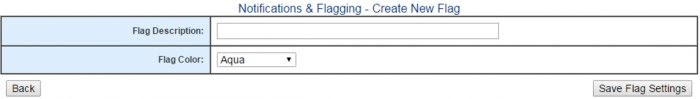 Notifications & Flagging - Create New Flag
Flag Description:
Flag Color: Aqua
Back Save Flag Settings